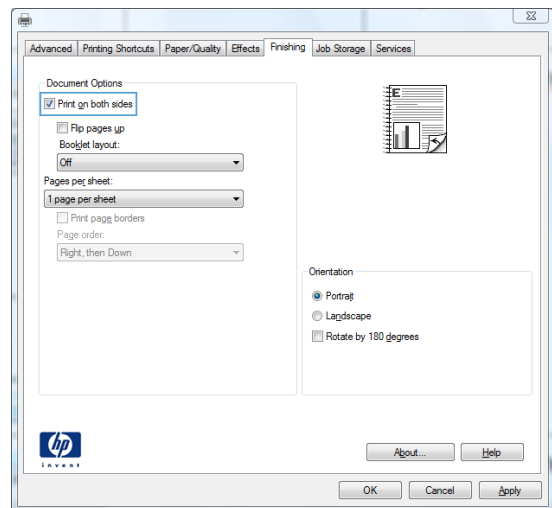 Advanced Printing Shortcuts Paper/Quality Effects Finishing Job Storage Services
Document Options
Print on both sides
Flip pages up
Booklet layout:
Off
Pages per sheet:
1 page per sheet
Print page borders
Page order:
Right, then Down
E
Orientation
Portrait
Landscape
Rotate by 180 degrees
hp
invent
About... Help
OK Cancel Apply